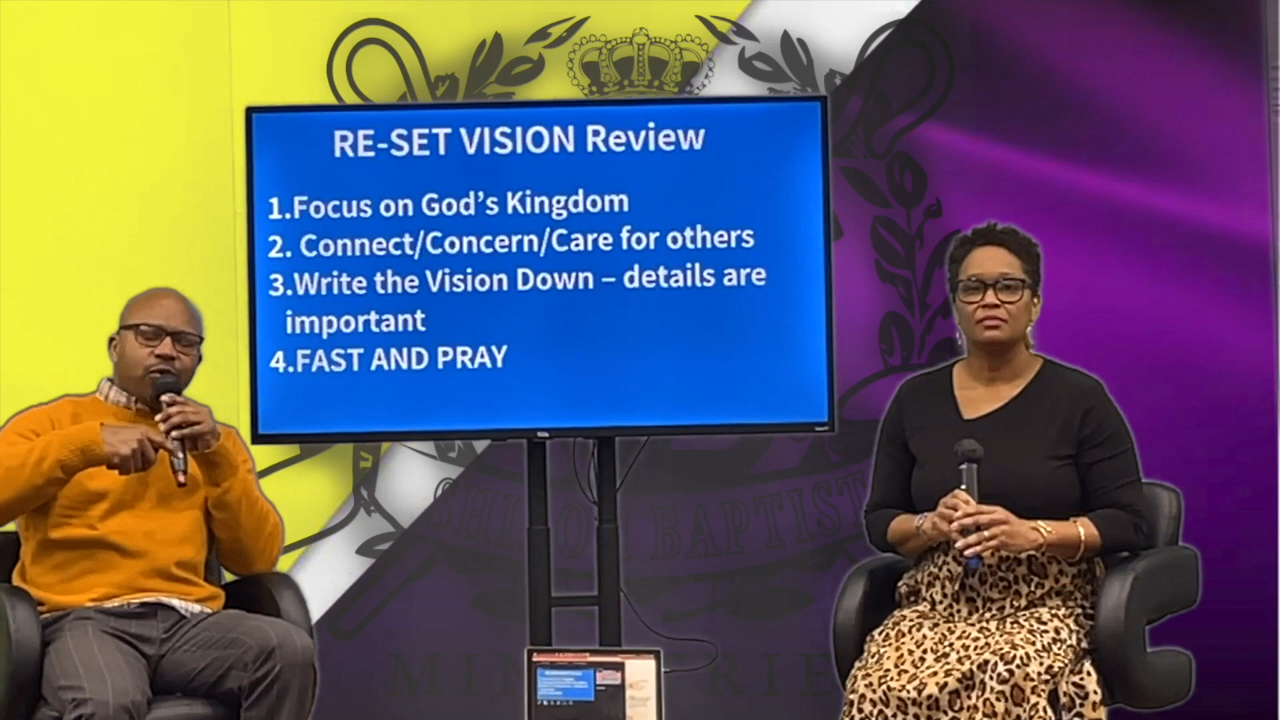 RE-SET VISION Review
1.Focus on God's Kingdom
2. Connect/Concern/Care for others
3.Write the Vision Down – details are
important
4.FAST AND PRAY
BAPTIST